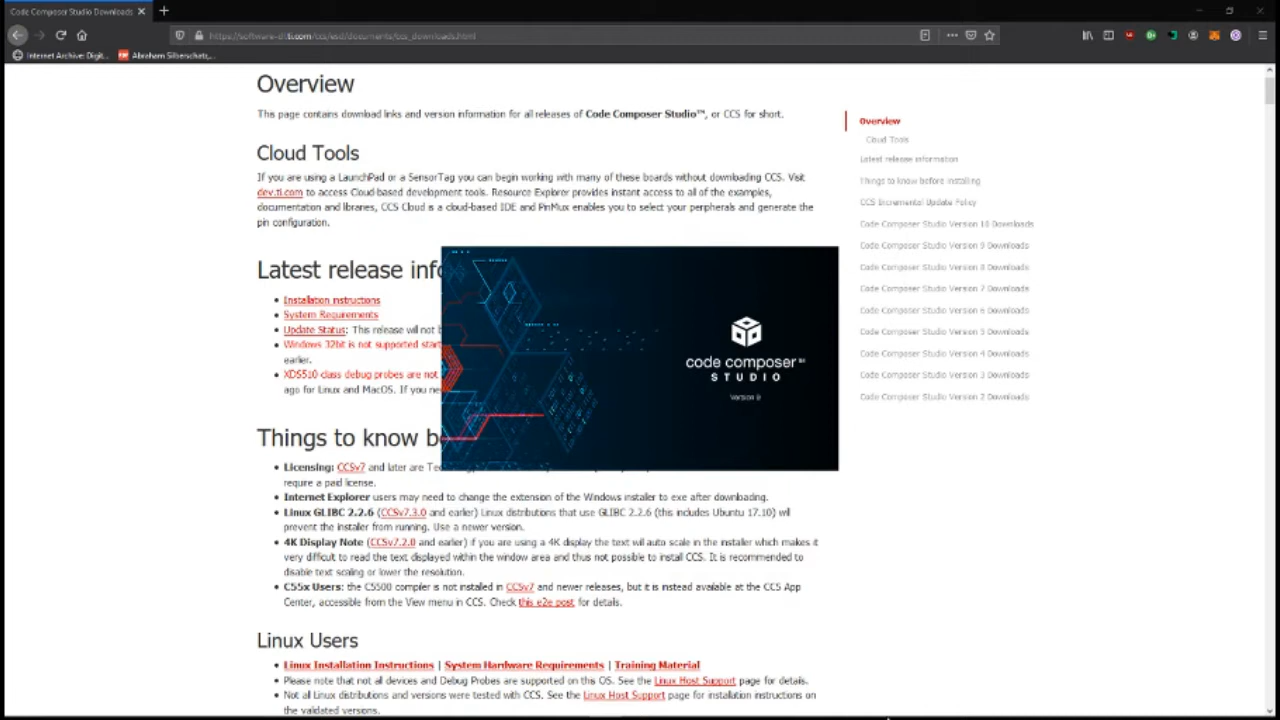 Code Composer Studio Downloads
https://software-dl.ti.com/ccs/esd/documents/ccs_downloads.html
Internet Archive: Digit...
Abraham Silberschats,...
Overview
This page contains download links and version information for all releases of Code Composer Studio™, or CCS for short.
Cloud Tools
If you are using a LaunchPad or a SensorTag you can begin working with many of these boards without downloading CCS. Visit
dev.ti.com to access Cloud-based development tools. Resource Explorer provides instant access to all of the examples,
documentation and libraries, CCS Cloud is a cloud-based IDE and PinMux enables you to select your peripherals and generate the
pin configuration.
Latest release info
Installation instructions
System Requirements
Update Status: This release will not b
Windows 32bit is not supported start
earlier.
XDS510 class debug probes are not
ago for Linux and MacOS. If you ne
Things to know b
Licensing: CCSv7 and later are Tec
require a paid license.
Internet Explorer users may need to change the extension of the Windows installer to exe after downloading.
Linux GLIBC 2.2.6 (CCSv7.3.0 and earlier) Linux distributions that use GLIBC 2.2.6 (this includes Ubuntu 17.10) will
prevent the installer from running. Use a newer version.
4K Display Note (CCSv7.2.0 and earlier) if you are using a 4K display the text will auto scale in the installer which makes it
very difficult to read the text displayed within the window area and thus not possible to install CCS. It is recommended to
disable text scaling or lower the resolution.
C55x Users: the C5500 compiler is not installed in CCSv7 and newer releases, but it is instead available at the CCS App
Center, accessible from the View menu in CCS. Check this e2e post for details.
Linux Users
Linux Installation Instructions | System Hardware Requirements | Training Material
Please note that not all devices and Debug Probes are supported on this OS. See the Linux Host Support page for details.
Not all Linux distributions and versions were tested with CCS. See the Linux Host Support page for installation instructions on
the validated versions.
code composer™
STUDIO
Version 9
Overview
Cloud Tools
Latest release information
Things to know before installing
CCS Incremental Update Policy
Code Composer Studio Version 10 Downloads
Code Composer Studio Version 9 Downloads
Code Composer Studio Version 8 Downloads
Code Composer Studio Version 7 Downloads
Code Composer Studio Version 6 Downloads
Code Composer Studio Version 5 Downloads
Code Composer Studio Version 4 Downloads
Code Composer Studio Version 3 Downloads
Code Composer Studio Version 2 Downloads